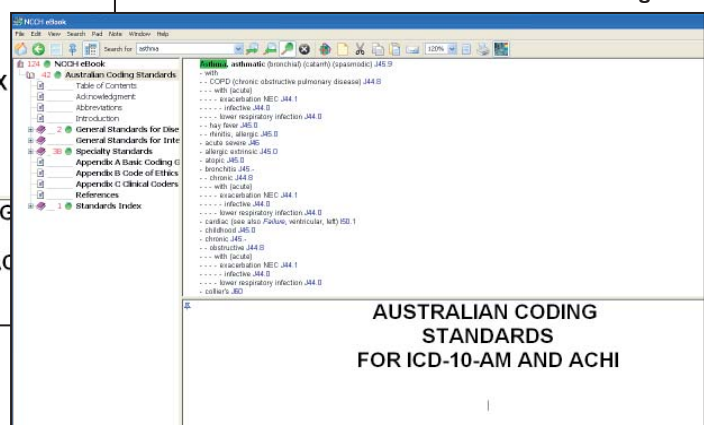 NCCH eBook
File Edit View Search Pad Note Window Help
Search for asthma
120%
124 NCCH eBook
42 Australian Coding Standards
Table of Contents
Acknowledgment
Abbreviations
Introduction
2 General Standards for Dise
General Standards for Inte
38 Specialty Standards
Appendix A Basic Coding G
Appendix B Code of Ethics
Appendix C Clinical Coders
References
1 Standards Index
Asthma, asthmatic (bronchial) (catarrh) (spasmodic) J45.9
- with
- - COPD (chronic obstructive pulmonary disease) J44.8
- - - with (acute)
- - - - exacerbation NEC J44.1
- - - - - infective J44.0
- - - - lower respiratory infection J44.0
- - hay fever J45.0
- - rhinitis, allergic J45.0
- acute severe J46
- allergic extrinsic J45.0
- atopic J45.0
- bronchitis J45.-
- - chronic J44.8
- - - with (acute)
- - - - exacerbation NEC J44.1
- - - - - infective J44.0
- - - - lower respiratory infection J44.0
- cardiac (see also Failure, ventricular, left) I50.1
- childhood J45.0
- chronic J45.-
- - obstructive J44.8
- - - with (acute)
- - - - exacerbation NEC J44.1
- - - - - infective J44.0
- - - - lower respiratory infection J44.0
- collier's J60
AUSTRALIAN CODING
STANDARDS
FOR ICD-10-AM AND ACHI